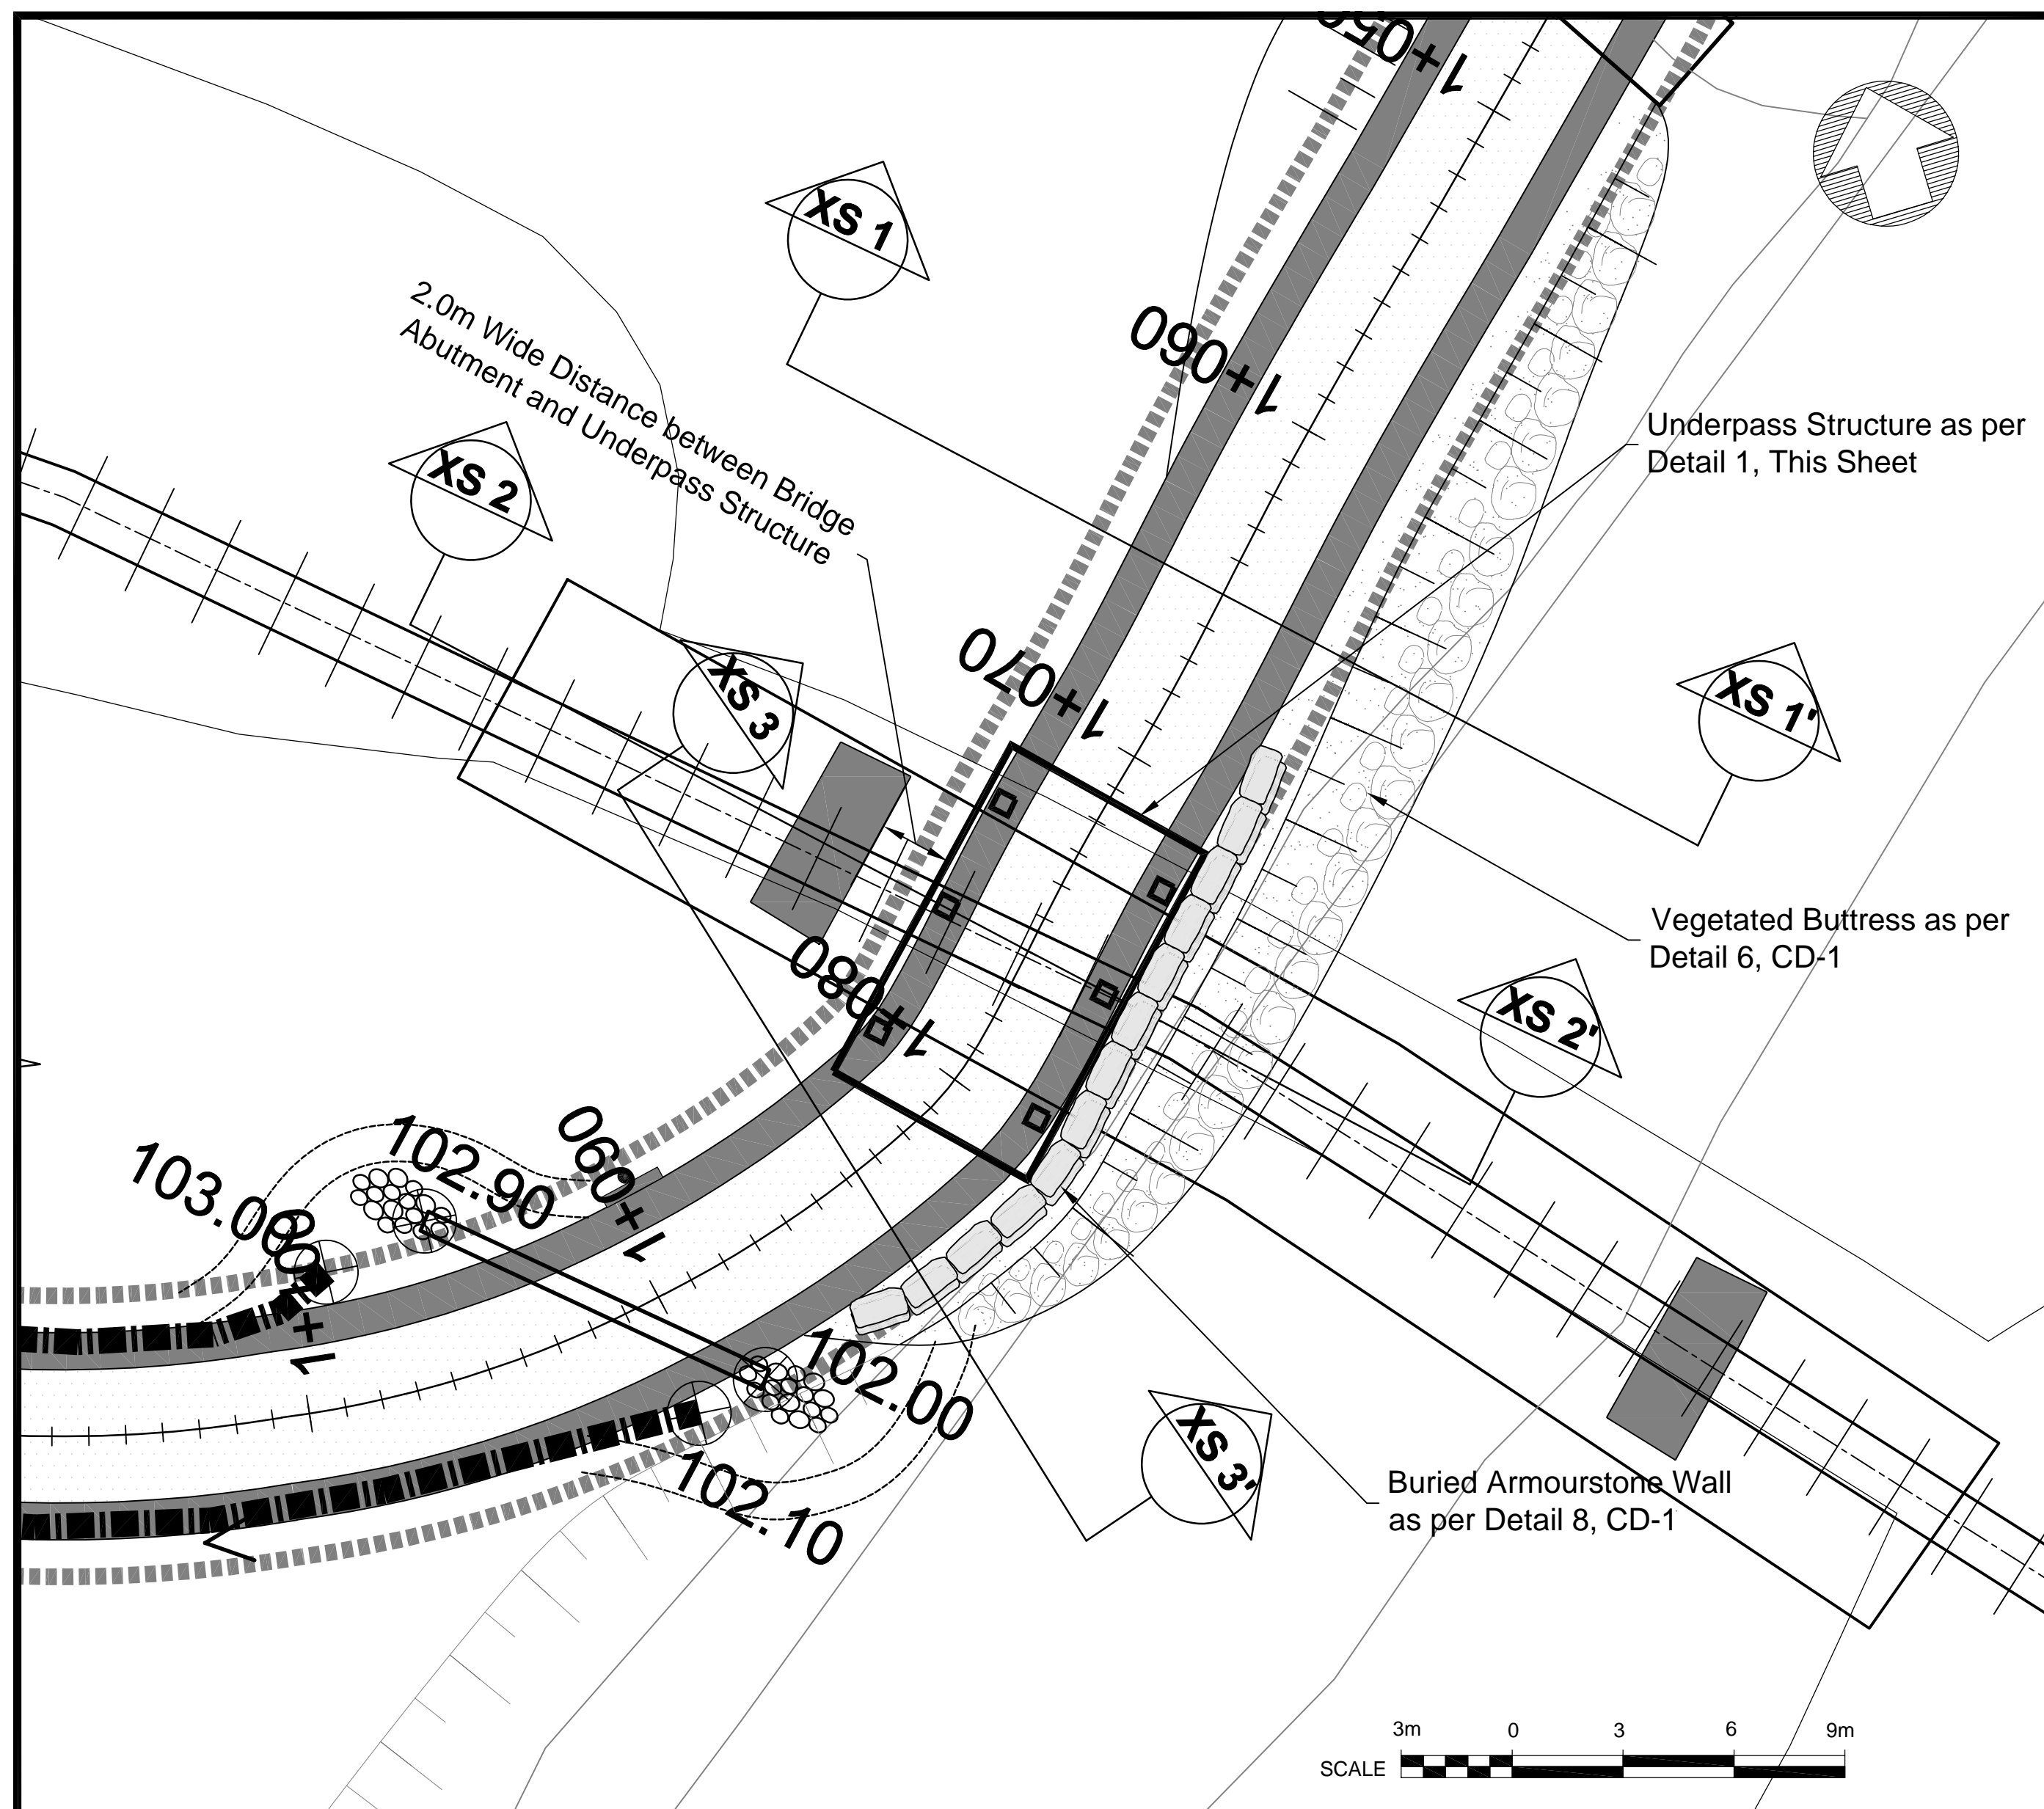 1+050
XS 1
1+060
2.0m Wide Distance between Bridge
Abutment and Underpass Structure
XS 2
Underpass Structure as per
Detail 1, This Sheet
XS 3
1+070
XS 1'
Vegetated Buttress as per
Detail 6, CD-1
1+080
XS 2'
103.00
102.90
1+090
102.00
102.10
XS 3'
Buried Armourstone Wall
as per Detail 8, CD-1
3m 0 3 6 9m
SCALE